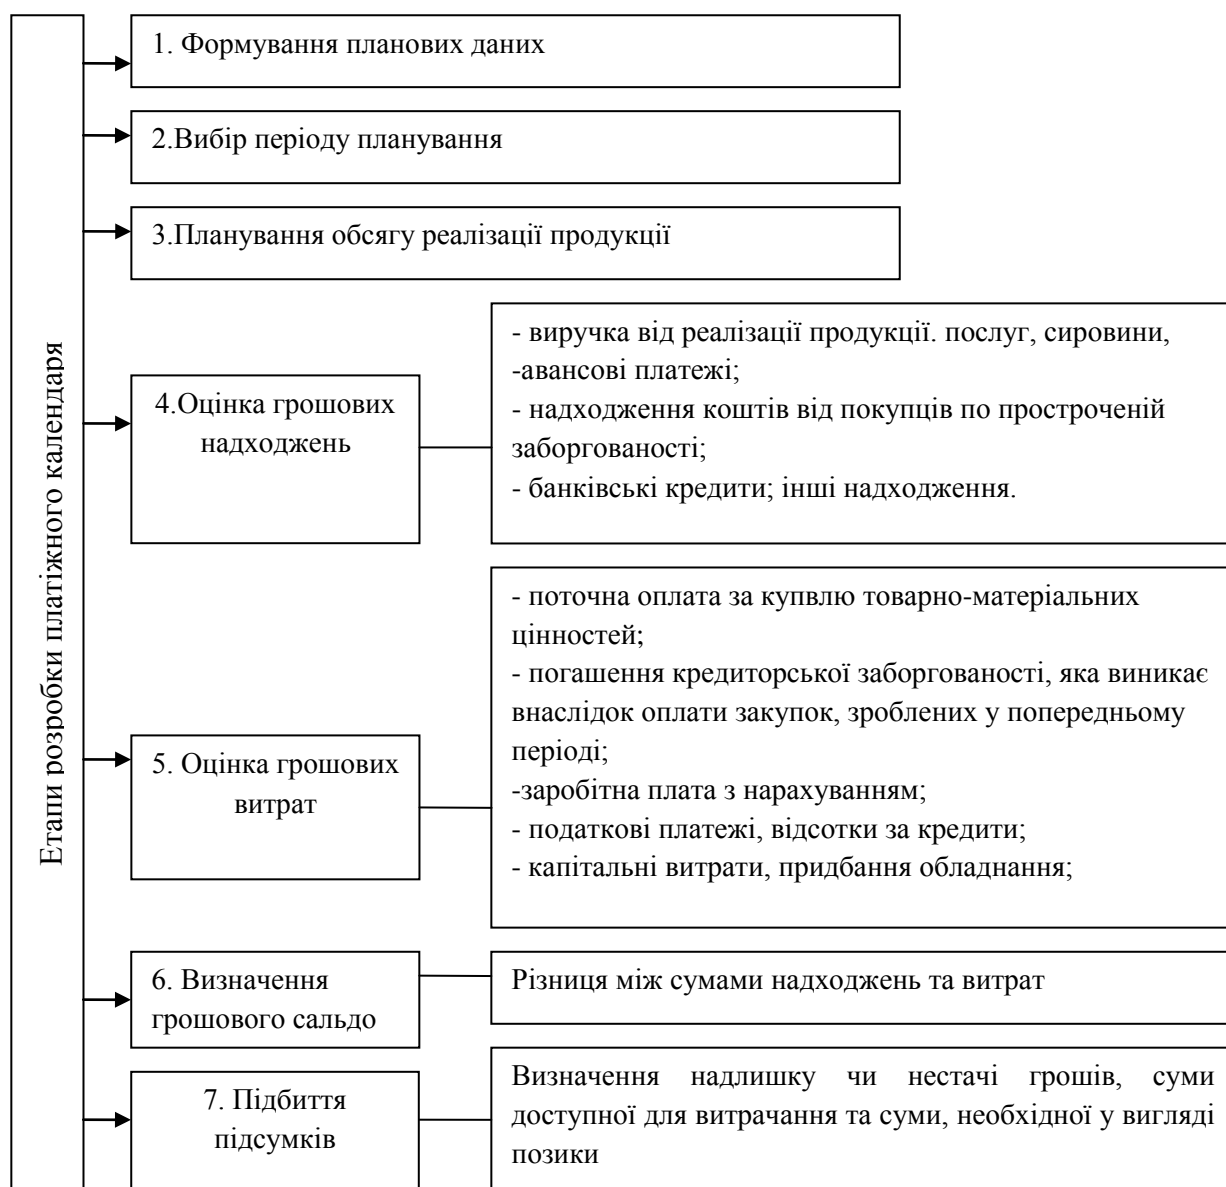 Етапи розробки платіжного календаря
1. Формування планових даних
2.Вибір періоду планування
3.Планування обсягу реалізації продукції
4.Оцінка грошових
надходжень
- виручка від реалізації продукції. послуг, сировини,
-авансові платежі;
- надходження коштів від покупців по простроченій
заборгованості;
- банківські кредити; інші надходження.
5. Оцінка грошових
витрат
- поточна оплата за купвлю товарно-матеріальних
цінностей;
- погашення кредиторської заборгованості, яка виникає
внаслідок оплати закупок, зроблених у попередньому
періоді;
-заробітна плата з нарахуванням;
- податкові платежі, відсотки за кредити;
- капітальні витрати, придбання обладнання;
6. Визначення
грошового сальдо
Різниця між сумами надходжень та витрат
7. Підбиття
підсумків
Визначення надлишку чи нестачі грошів, суми
доступної для витрачання та суми, необхідної у вигляді
позики